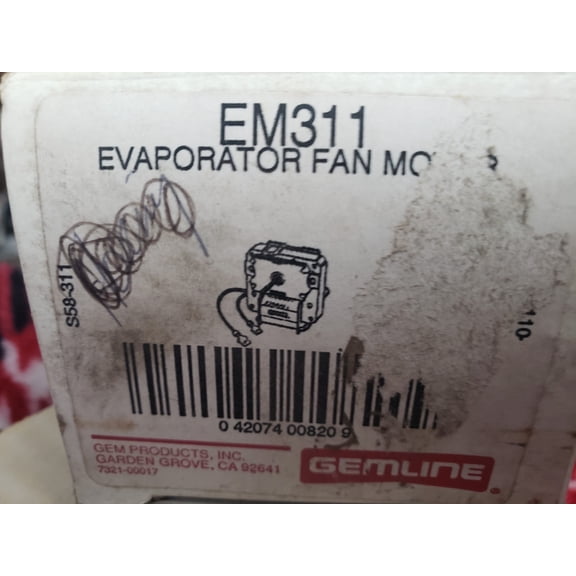 EM311
EVAPORATOR FAN
S58-311
110-
0 42074 00820 9
GEM PRODUCTS, INC.
GARDEN GROVE, CA 92641
7321-00017
GEMLINE®